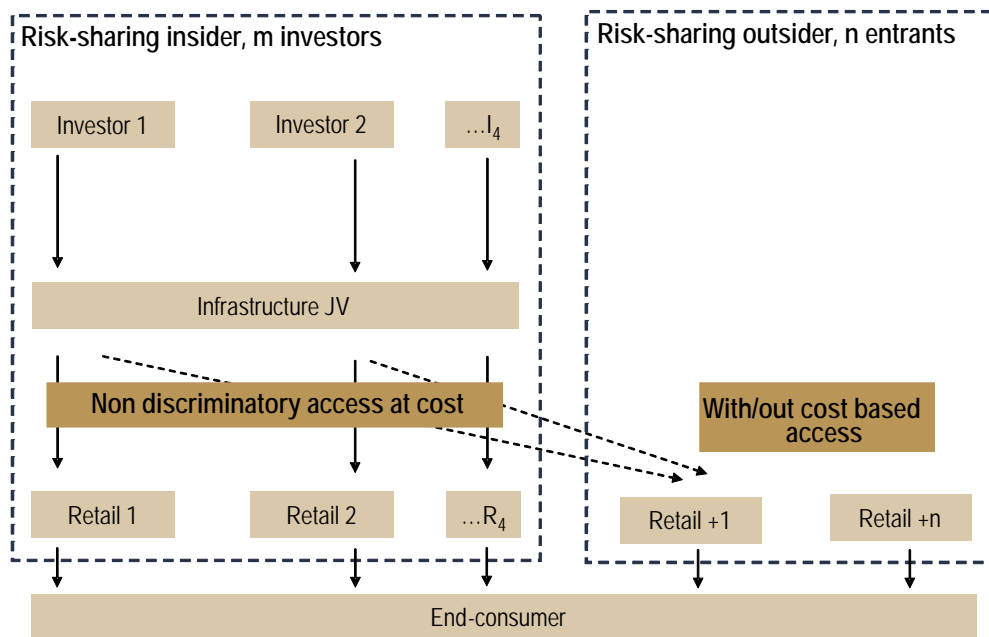 Risk-sharing insider, m investors
Risk-sharing outsider, n entrants
Investor 1
Investor 2
…I4
Infrastructure JV
Non discriminatory access at cost
With/out cost based
access
Retail 1
Retail 2
…R4
Retail +1
Retail +n
End-consumer